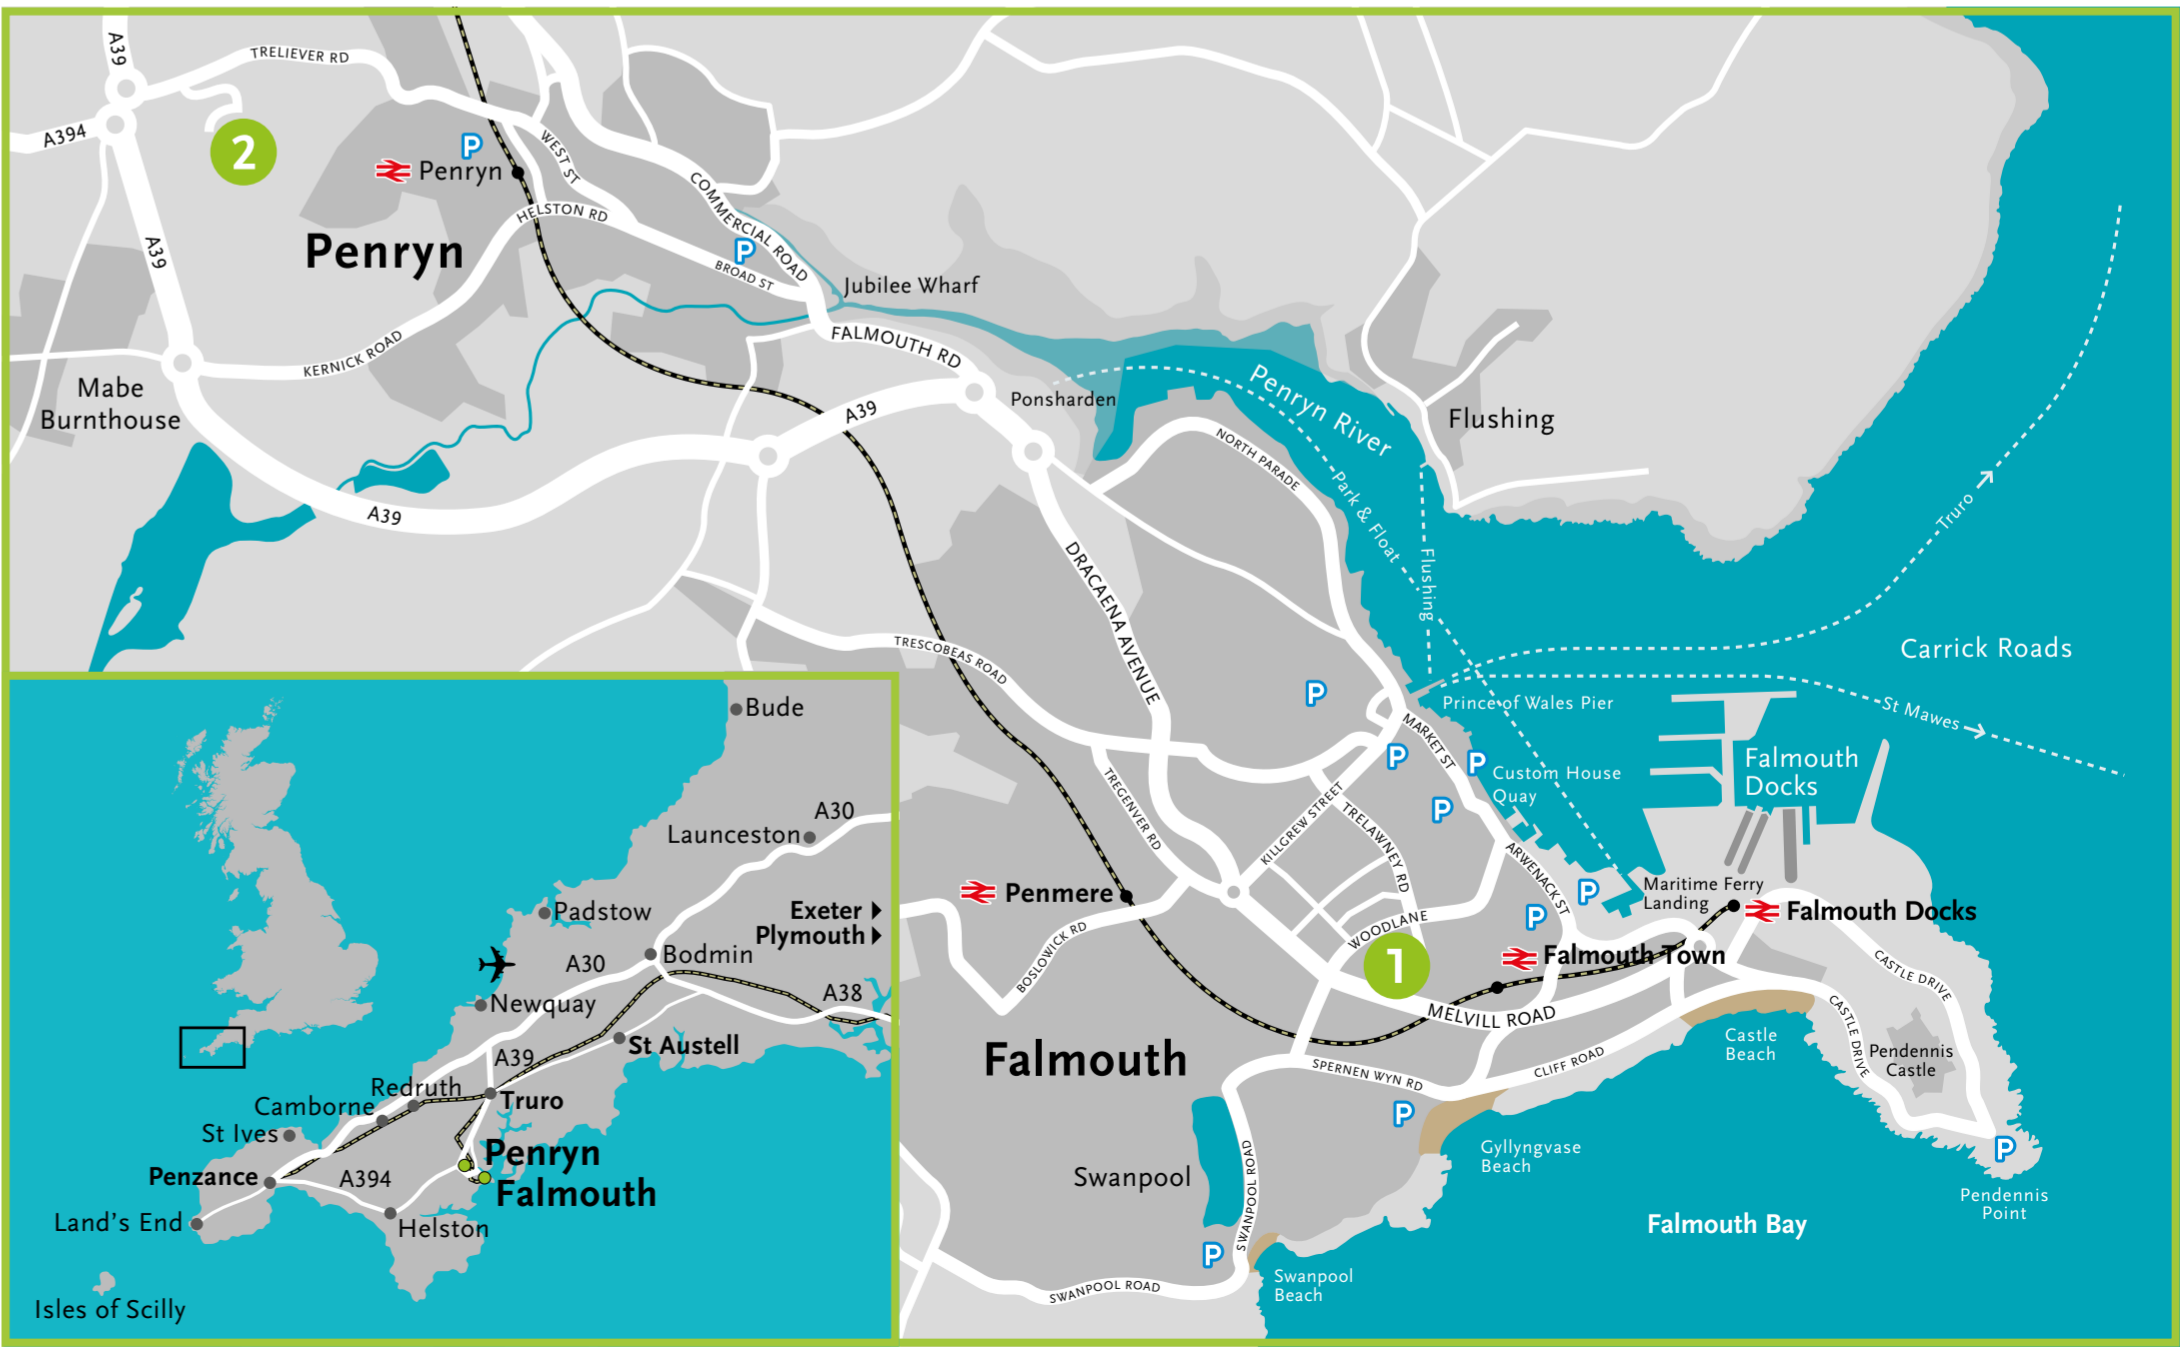 A39
TRELIEVER RD
A394
2
P
Penryn
WEST ST
COMMERCIAL ROAD
HELSTON RD
Penryn
A39
P
BROAD ST
Jubilee Wharf
KERNICK ROAD
FALMOUTH RD
Mabe
Burnthouse
A39
A39
Ponsharden
Penryn River
Flushing
NORTH PARADE
Park & Float
Flushing
Truro
DRACAENA AVENUE
TRESCOBEAS ROAD
Carrick Roads
P
Prince of Wales Pier
St Mawes
MARKET ST
P
P
Custom House
Quay
Falmouth
Docks
P
TREGENVER RD
KILLGREW STREET
TRELAWNEY RD
ARWENACK ST
P
Maritime Ferry
Landing
Penmere
P
Falmouth Docks
WOODLANE
BOSLOWICK RD
1
Falmouth Town
CASTLE DRIVE
MELVILL ROAD
CASTLE DRIVE
Castle
Beach
Pendennis
Castle
Falmouth
SPERNEN WYN RD
CLIFF ROAD
P
Gyllyngvase
Beach
P
Swanpool
SWANPOOL ROAD
Pendennis
Point
Falmouth Bay
P
SWANPOOL ROAD
Swanpool
Beach
Bude
A30
Launceston
Padstow
Exeter
Plymouth
Bodmin
A30
Newquay
A38
St Austell
A39
Redruth
Truro
Camborne
St Ives
Penryn
Penzance
A394
Falmouth
Land's End
Helston
Isles of Scilly